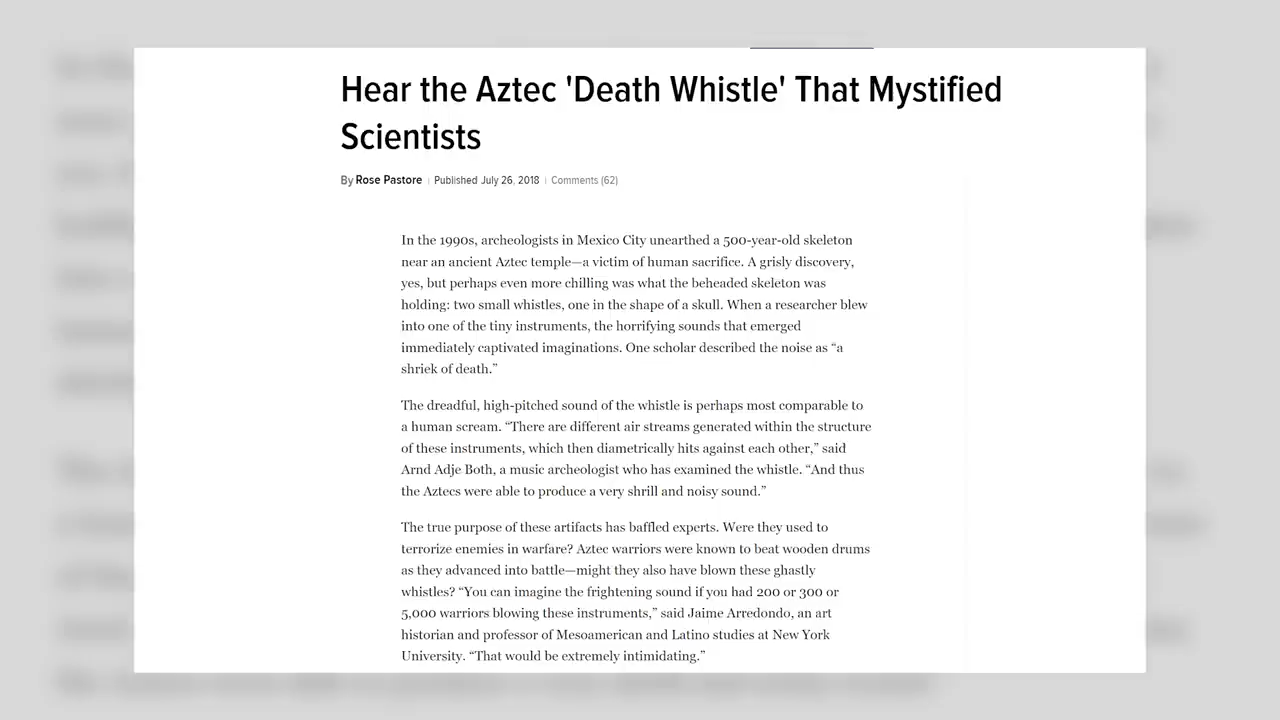 Hear the Aztec 'Death Whistle' That Mystified
Scientists
By Rose Pastore | Published July 26, 2018 | Comments (62)
In the 1990s, archeologists in Mexico City unearthed a 500-year-old skeleton
near an ancient Aztec temple—a victim of human sacrifice. A grisly discovery,
yes, but perhaps even more chilling was what the beheaded skeleton was
holding: two small whistles, one in the shape of a skull. When a researcher blew
into one of the tiny instruments, the horrifying sounds that emerged
immediately captivated imaginations. One scholar described the noise as “a
shriek of death.”
The dreadful, high-pitched sound of the whistle is perhaps most comparable to
a human scream. “There are different air streams generated within the structure
of these instruments, which then diametrically hits against each other,” said
Arnd Adje Both, a music archeologist who has examined the whistle. “And thus
the Aztecs were able to produce a very shrill and noisy sound.”
The true purpose of these artifacts has baffled experts. Were they used to
terrorize enemies in warfare? Aztec warriors were known to beat wooden drums
as they advanced into battle—might they also have blown these ghastly
whistles? “You can imagine the frightening sound if you had 200 or 300 or
5,000 warriors blowing these instruments,” said Jaime Arredondo, an art
historian and professor of Mesoamerican and Latino studies at New York
University. “That would be extremely intimidating.”